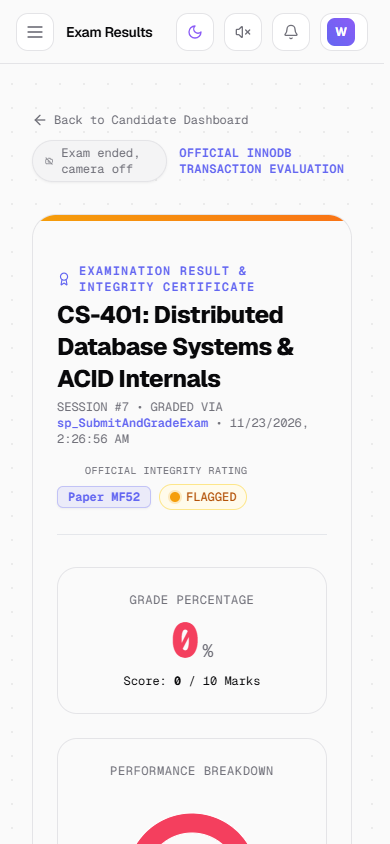 Exam Results
W
Back to Candidate Dashboard
Exam ended,
camera off
OFFICIAL INNODB
TRANSACTION EVALUATION
EXAMINATION RESULT &
INTEGRITY CERTIFICATE
CS-401: Distributed
Database Systems &
ACID Internals
SESSION #7 • GRADED VIA
sp_SubmitAndGradeExam • 11/23/2026,
2:26:56 AM
OFFICIAL INTEGRITY RATING
Paper MF52
FLAGGED
GRADE PERCENTAGE
0%
Score: 0 / 10 Marks
PERFORMANCE BREAKDOWN